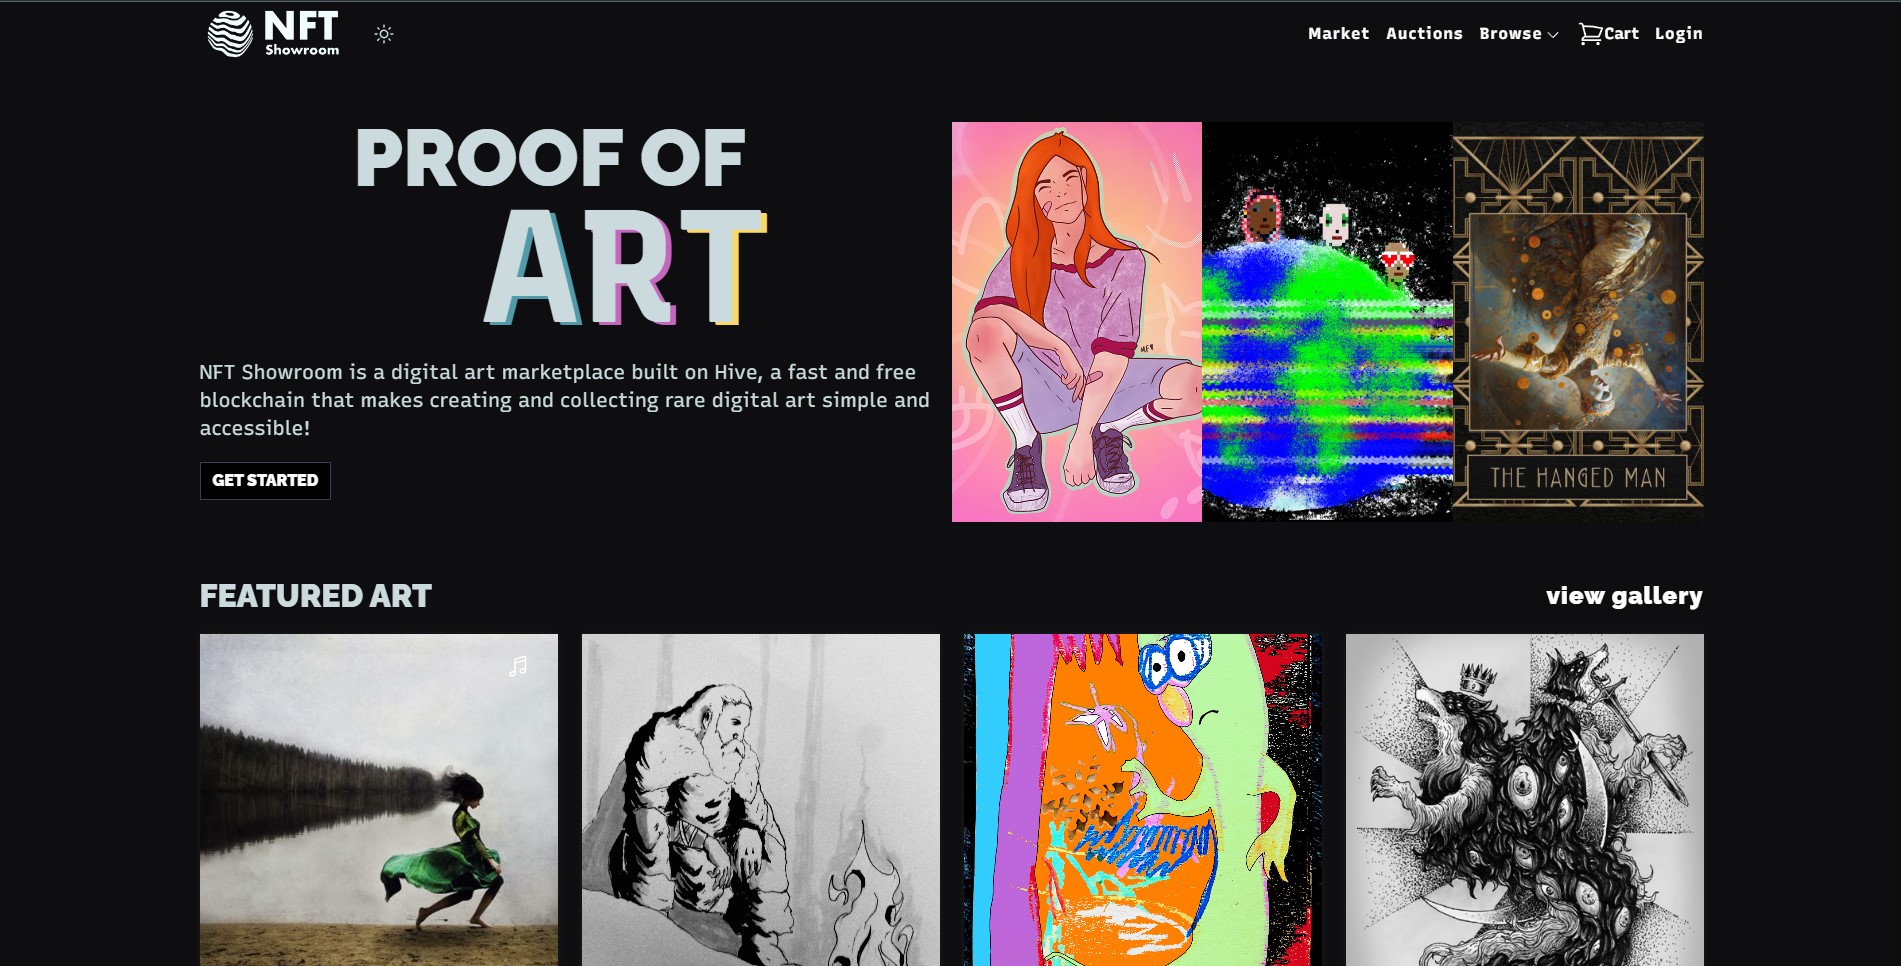 NFT
Showroom
Market Auctions Browse Cart Login
PROOF OF
ART
NFT Showroom is a digital art marketplace built on Hive, a fast and free
blockchain that makes creating and collecting rare digital art simple and
accessible!
GET STARTED
THE HANGED MAN
FEATURED ART
view gallery